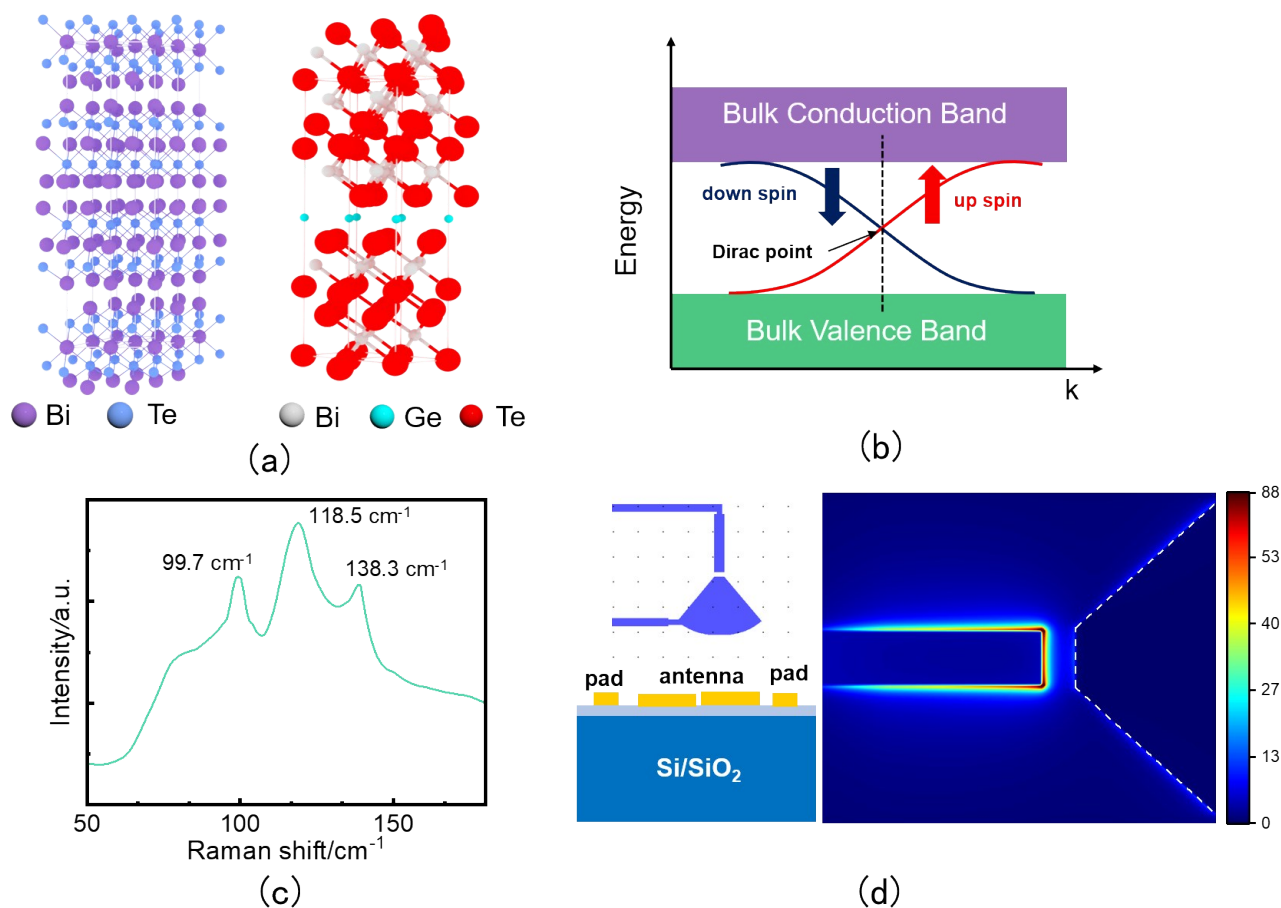 Bi Te
Bi Ge Te
(a)
Bulk Conduction Band
down spin
up spin
Dirac point
Bulk Valence Band
Energy
k
(b)
118.5 cm⁻¹
99.7 cm⁻¹
138.3 cm⁻¹
Intensity/a.u.
50 100 150
Raman shift/cm⁻¹
(c)
pad antenna pad
Si/SiO₂
88
53
40
27
13
0
(d)